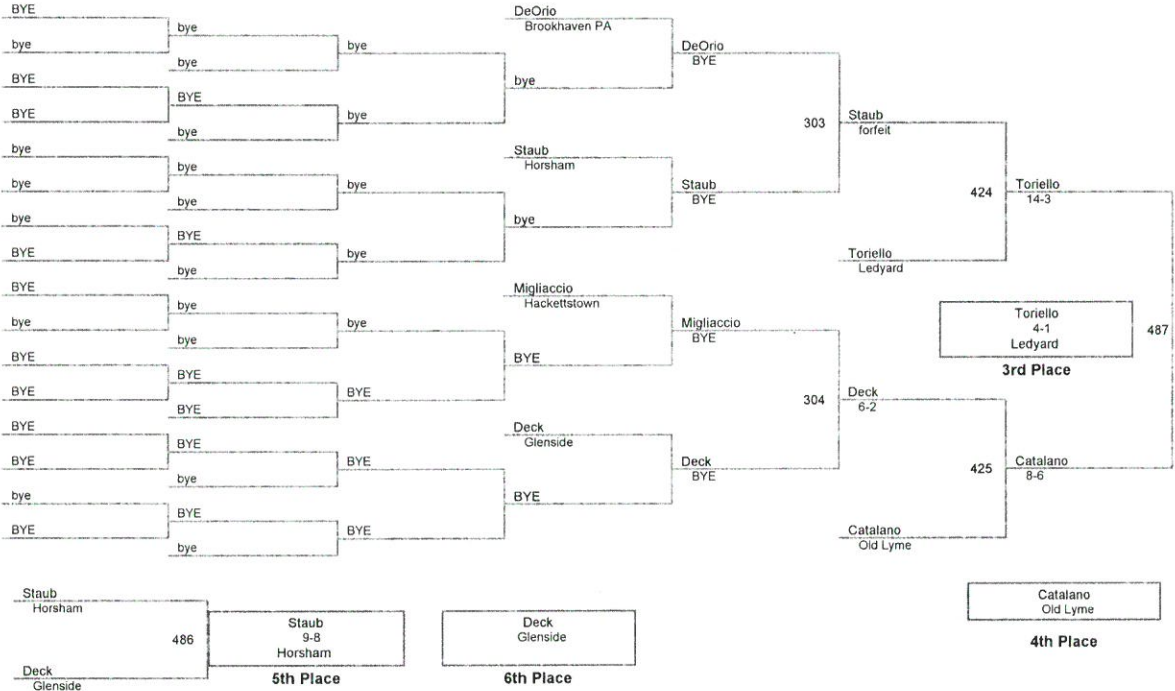 BYE
bye
BYE
BYE
bye
bye
bye
BYE
BYE
bye
BYE
BYE
BYE
BYE
bye
BYE
bye
bye
BYE
bye
bye
bye
BYE
bye
bye
bye
BYE
BYE
BYE
bye
BYE
bye
bye
bye
bye
bye
bye
BYE
BYE
BYE
DeOrio
Brookhaven PA
bye
Staub
Horsham
bye
Migliaccio
Hackettstown
BYE
Deck
Glenside
BYE
DeOrio
BYE
Staub
BYE
Migliaccio
BYE
Deck
BYE
303
304
Staub
forfeit
Toriello
Ledyard
Deck
6-2
Catalano
Old Lyme
424
425
Toriello
14-3
Catalano
8-6
487
Toriello
4-1
Ledyard
3rd Place
Catalano
Old Lyme
4th Place
Staub
Horsham
486
Deck
Glenside
Staub
9-8
Horsham
5th Place
Deck
Glenside
6th Place